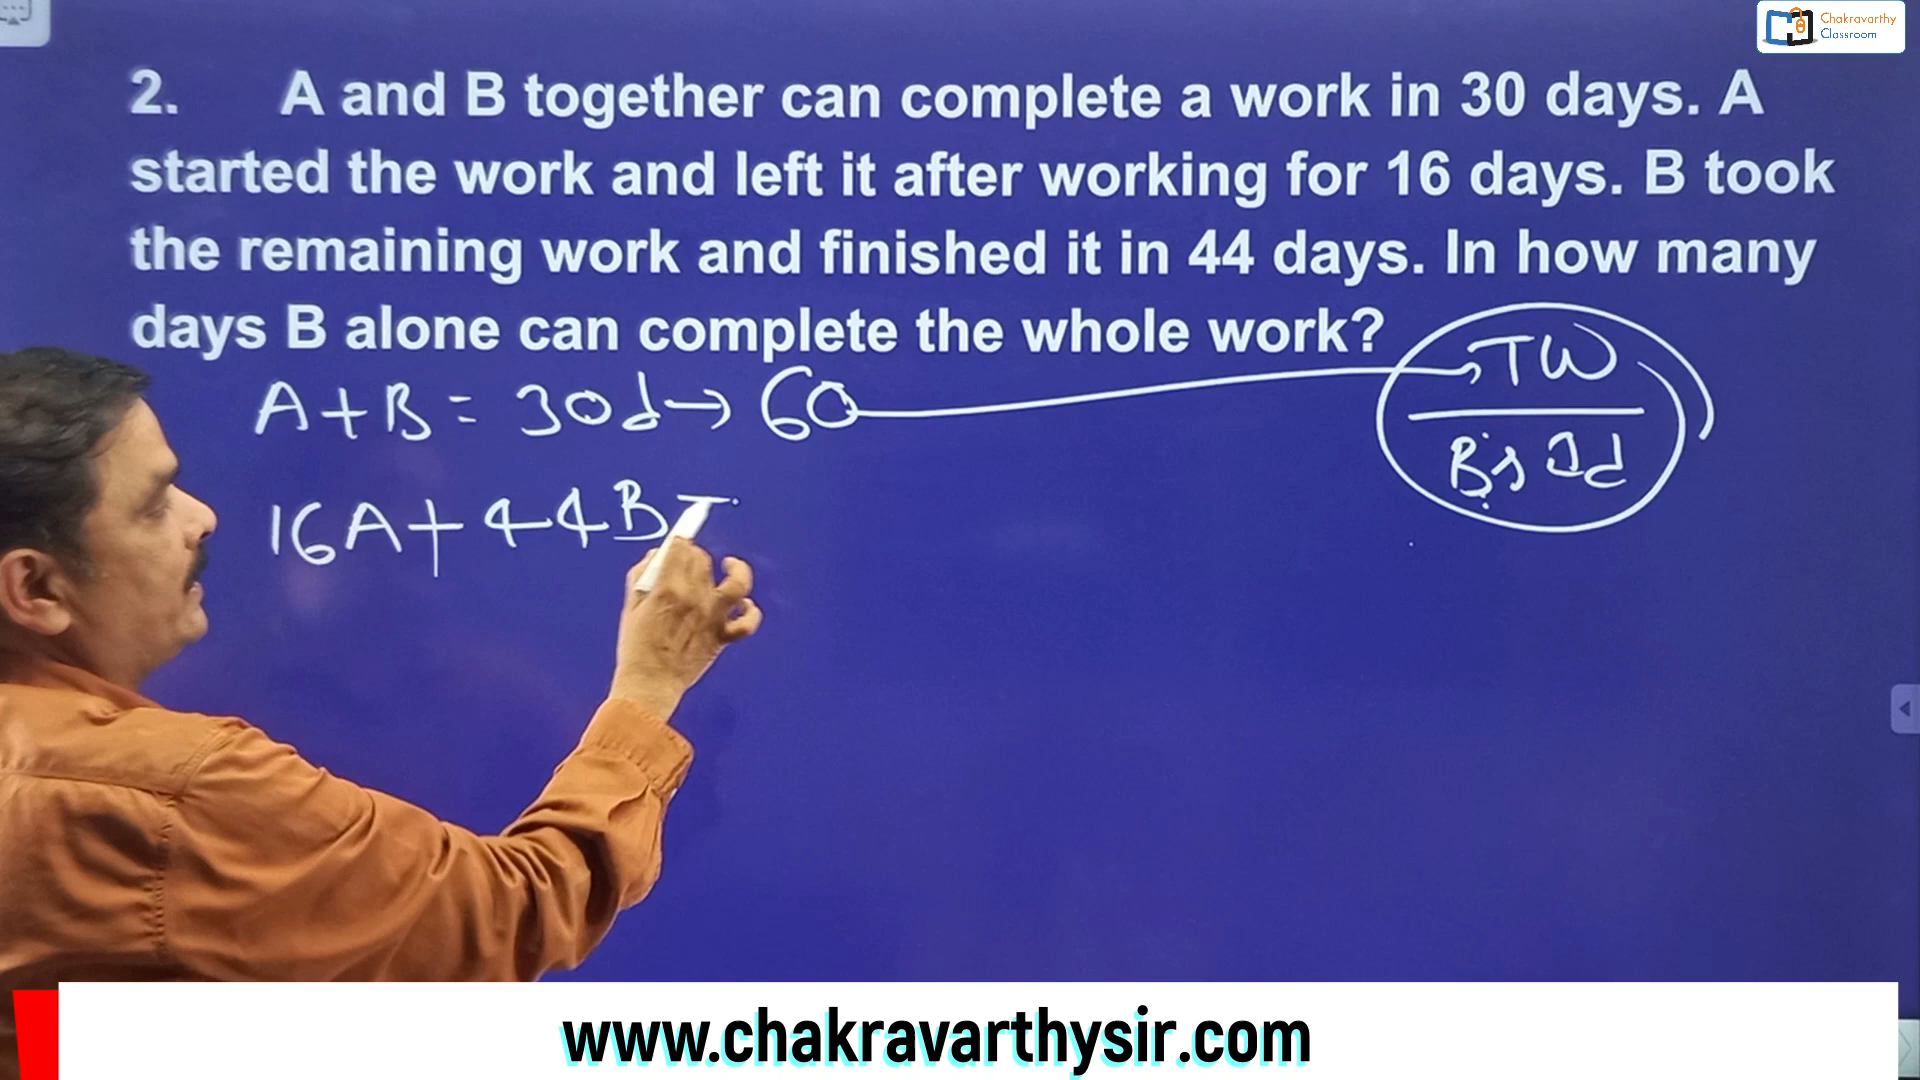 Chakravarthy
Classroom
2. A and B together can complete a work in 30 days. A
started the work and left it after working for 16 days. B took
the remaining work and finished it in 44 days. In how many
days B alone can complete the whole work?
A+B = 30d → 60
TW
B's 1d
16A+44B
www.chakravarthysir.com